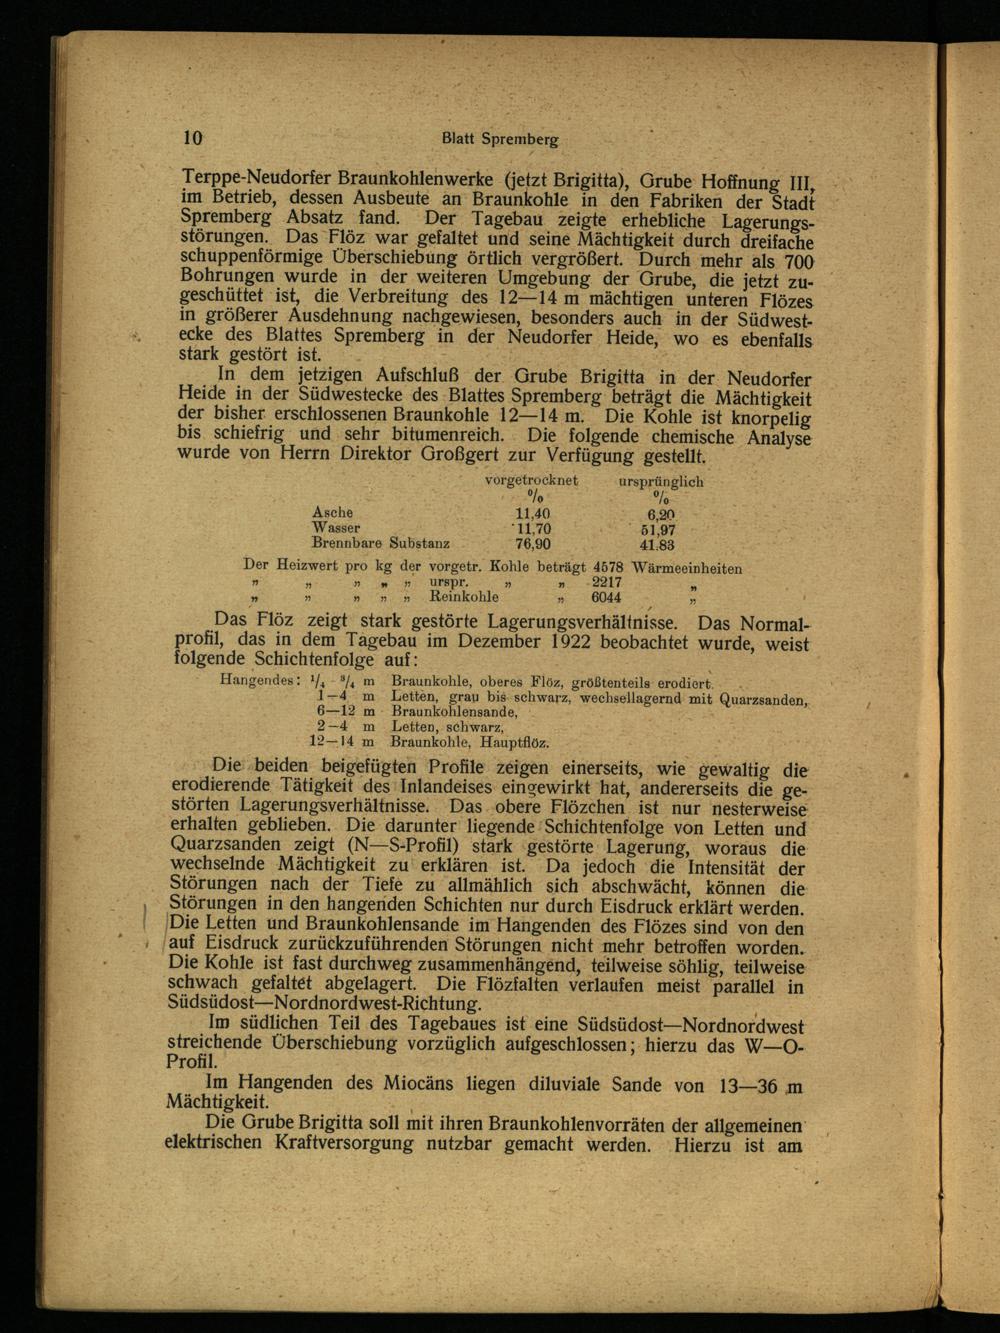 10
Blatt Spremberg
Terppe-Neudorfer Braunkohlenwerke (jetzt Brigitta), Grube Hoffnung III,
im Betrieb, dessen Ausbeute an Braunkohle in den Fabriken der Stadt
Spremberg Absatz fand. Der Tagebau zeigte erhebliche Lagerungs-
störungen. Das Flöz war gefaltet und seine Mächtigkeit durch dreifache
schuppenförmige Überschiebung örtlich vergrößert. Durch mehr als 700
Bohrungen wurde in der weiteren Umgebung der Grube, die jetzt zu-
geschüttet ist, die Verbreitung des 12—14 m mächtigen unteren Flözes
in größerer Ausdehnung nachgewiesen, besonders auch in der Südwest-
ecke des Blattes Spremberg in der Neudorfer Heide, wo es ebenfalls
stark gestört ist.
In dem jetzigen Aufschluß der Grube Brigitta in der Neudorfer
Heide in der Südwestecke des Blattes Spremberg beträgt die Mächtigkeit
der bisher erschlossenen Braunkohle 12—14 m. Die Kohle ist knorpelig
bis schiefrig und sehr bitumenreich. Die folgende chemische Analyse
wurde von Herrn Direktor Großgert zur Verfügung gestellt.
vorgetrocknet ursprünglich
% %
Asche 11,40 6,20
Wasser 11,70 51,97
Brennbare Substanz 76,90 41.83
Der Heizwert pro kg der vorgetr. Kohle beträgt 4578 Wärmeeinheiten
„ „ „ „ „ urspr. „ „ 2217 „
„ „ „ „ „ Reinkohle „ 6044 „
Das Flöz zeigt stark gestörte Lagerungsverhältnisse. Das Normal-
profil, das in dem Tagebau im Dezember 1922 beobachtet wurde, weist
folgende Schichtenfolge auf:
Hangendes: ¹/₄ ³/₄ m Braunkohle, oberes Flöz, größtenteils erodiert.
1—4 m Letten, grau bis schwarz, wechsellagernd mit Quarzsanden,
6—12 m Braunkohlensande,
2—4 m Letten, schwarz,
12—14 m Braunkohle, Hauptflöz.
Die beiden beigefügten Profile zeigen einerseits, wie gewaltig die
erodierende Tätigkeit des Inlandeises eingewirkt hat, andererseits die ge-
störten Lagerungsverhältnisse. Das obere Flözchen ist nur nesterweise
erhalten geblieben. Die darunter liegende Schichtenfolge von Letten und
Quarzsanden zeigt (N—S-Profil) stark gestörte Lagerung, woraus die
wechselnde Mächtigkeit zu erklären ist. Da jedoch die Intensität der
Störungen nach der Tiefe zu allmählich sich abschwächt, können die
Störungen in den hangenden Schichten nur durch Eisdruck erklärt werden.
Die Letten und Braunkohlensande im Hangenden des Flözes sind von den
auf Eisdruck zurückzuführenden Störungen nicht mehr betroffen worden.
Die Kohle ist fast durchweg zusammenhängend, teilweise söhlig, teilweise
schwach gefaltet abgelagert. Die Flözfalten verlaufen meist parallel in
Südsüdost—Nordnordwest-Richtung.
Im südlichen Teil des Tagebaues ist eine Südsüdost—Nordnordwest
streichende Überschiebung vorzüglich aufgeschlossen; hierzu das W—O-
Profil.
Im Hangenden des Miocäns liegen diluviale Sande von 13—36 m
Mächtigkeit.
Die Grube Brigitta soll mit ihren Braunkohlenvorräten der allgemeinen
elektrischen Kraftversorgung nutzbar gemacht werden. Hierzu ist am